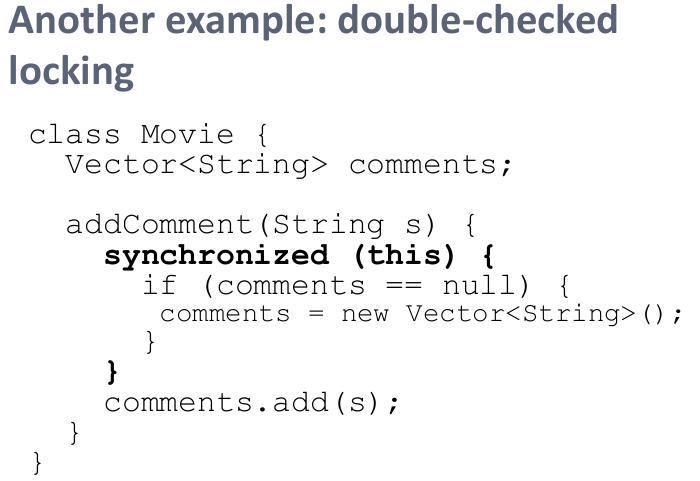 Another example: double-checked
locking
class Movie {
Vector<String> comments;
addComment(String s) {
synchronized (this) {
if (comments == null) {
comments = new Vector<String>();
}
}
comments.add(s);
}
}